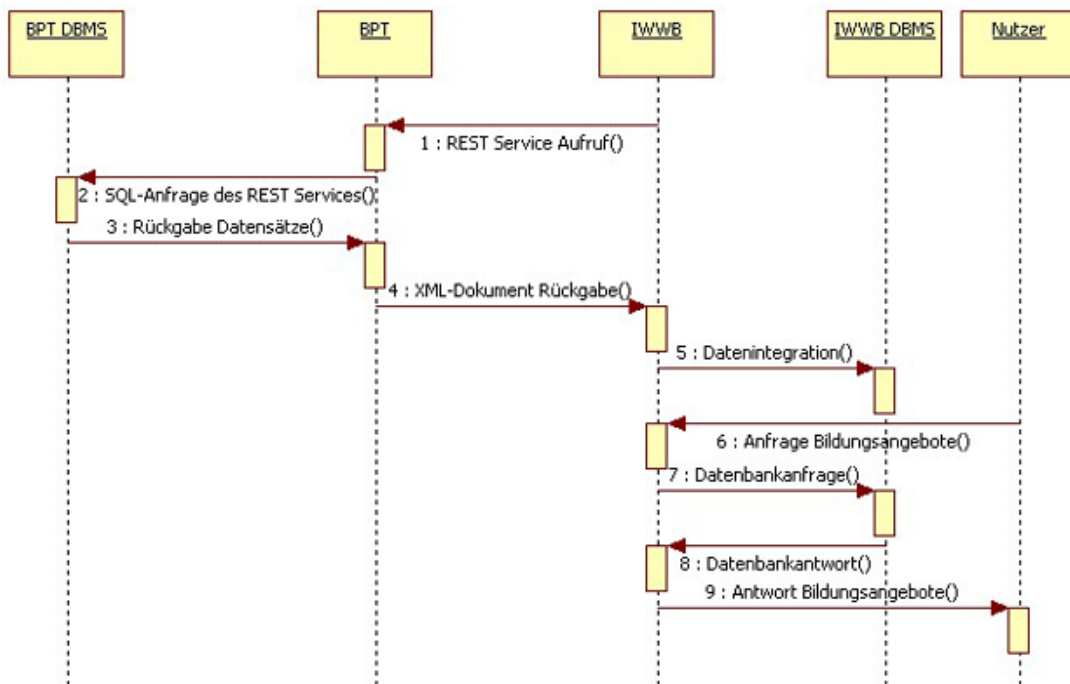 BPT DBMS
BPT
IWWB
IWWB DBMS
Nutzer
1 : REST Service Aufruf()
2 : SQL-Anfrage des REST Services()
3 : Rückgabe Datensätze()
4 : XML-Dokument Rückgabe()
5 : Datenintegration()
6 : Anfrage Bildungsangebote()
7 : Datenbankanfrage()
8 : Datenbankantwort()
9 : Antwort Bildungsangebote()